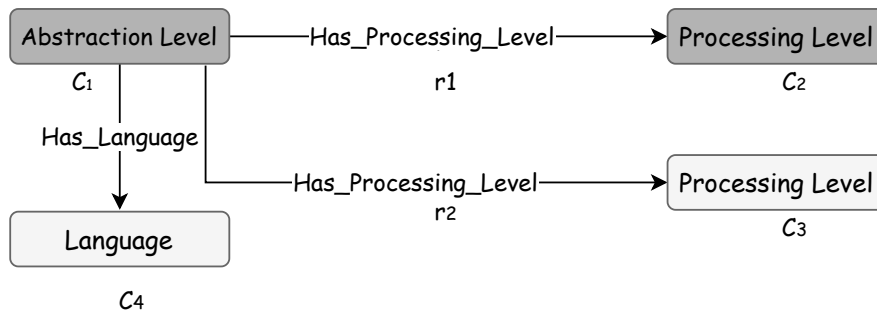 Abstraction Level
Has_Processing_Level
Processing Level
C1
r1
C2
Has_Language
Has_Processing_Level
Processing Level
r2
C3
Language
C4